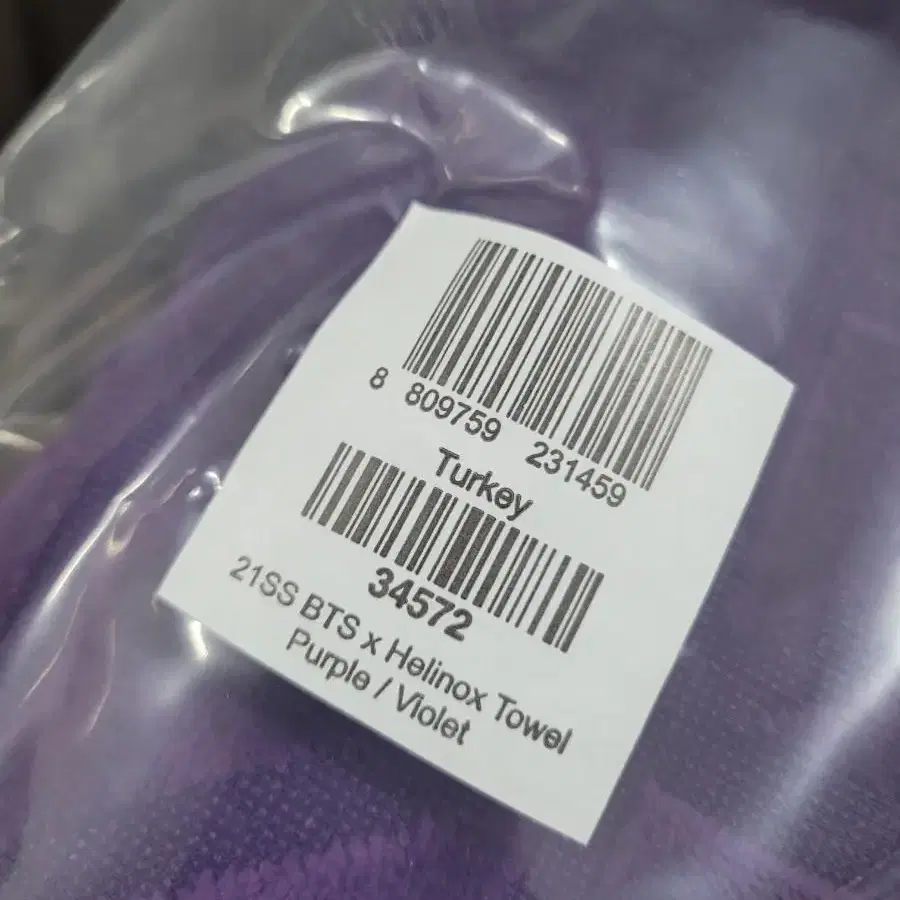 8 809759 231459
Turkey
34572
21SS BTS x Helinox Towel
Purple / Violet